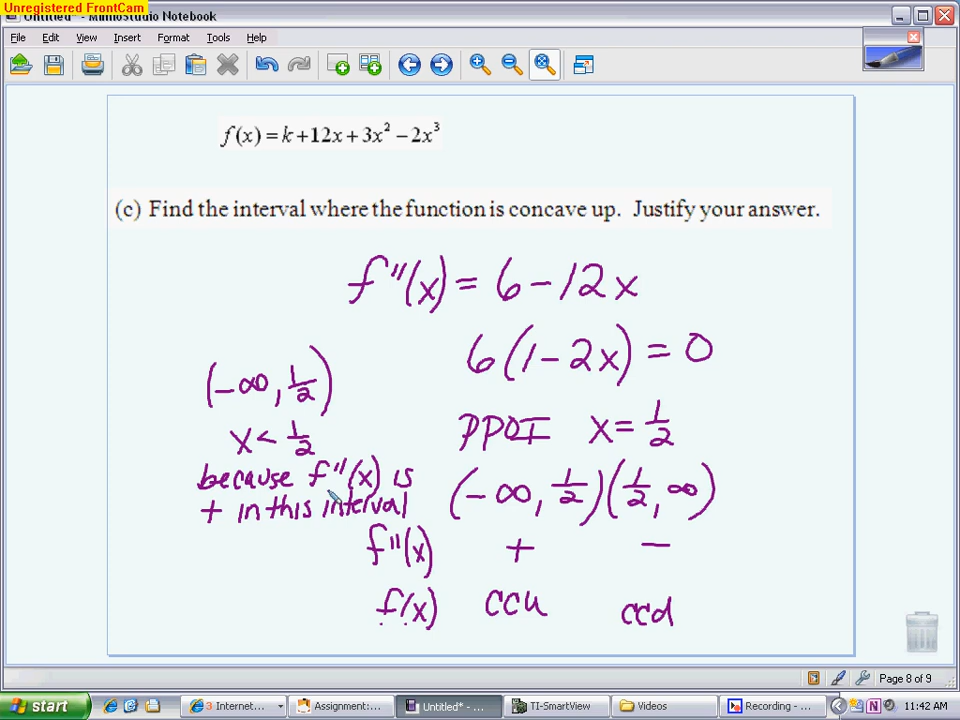 Unregistered FrontCam
Untitled* - MimioStudio Notebook
File Edit View Insert Format Tools Help
f(x) = k + 12x + 3x² − 2x³
(c) Find the interval where the function is concave up. Justify your answer.
f''(x) = 6 − 12x
6(1 − 2x) = 0
(−∞, 1/2)
x < 1/2
PPOI x = 1/2
because f''(x) is
+ in this interval
(−∞, 1/2) (1/2, ∞)
f''(x) + −
f(x) ccu ccd
Page 8 of 9
start
3 Internet...
Assignment:...
Untitled* - ...
TI-SmartView
Videos
Recording - ...
11:42 AM